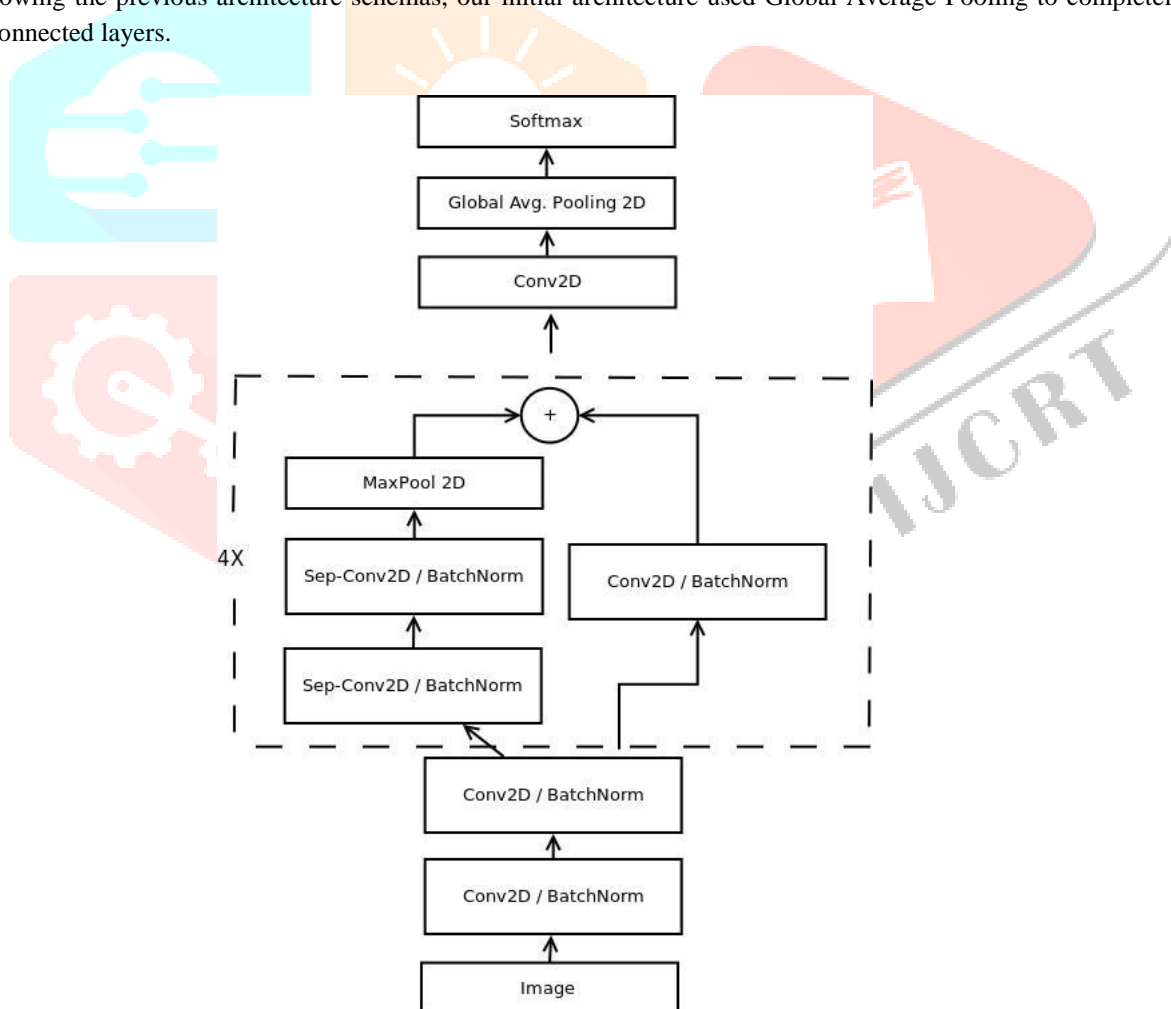 owing the previous architecture schemas, our initial architecture used Global Average Pooling to completel
onnected layers.
Softmax
Global Avg. Pooling 2D
Conv2D
+
MaxPool 2D
4X
Sep-Conv2D / BatchNorm
Conv2D / BatchNorm
Sep-Conv2D / BatchNorm
Conv2D / BatchNorm
Conv2D / BatchNorm
Image
IJCRT